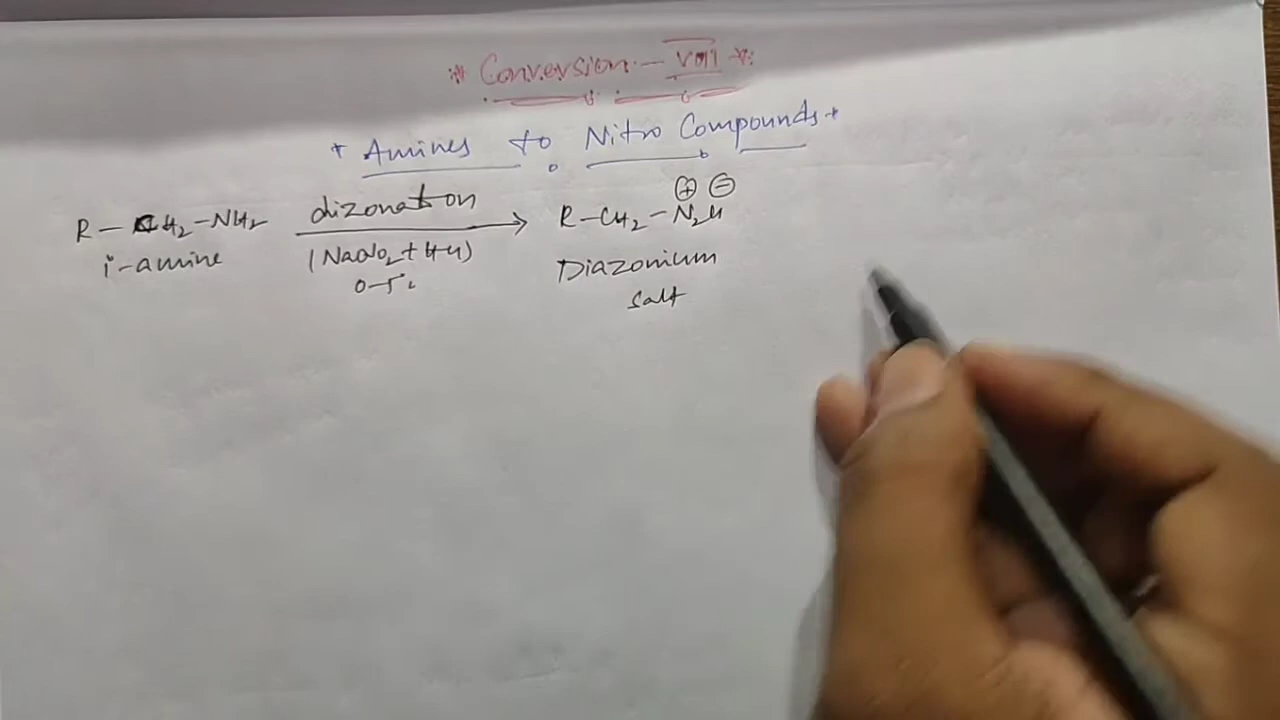 * Conversion - VIII *
* Amines to Nitro Compounds *
R - CH2 - NH2 dizonation R - CH2 - N2Cl ⊕ ⊖
1°-amine (NaNO2 + HCl) Diazonium
0-5°C Salt